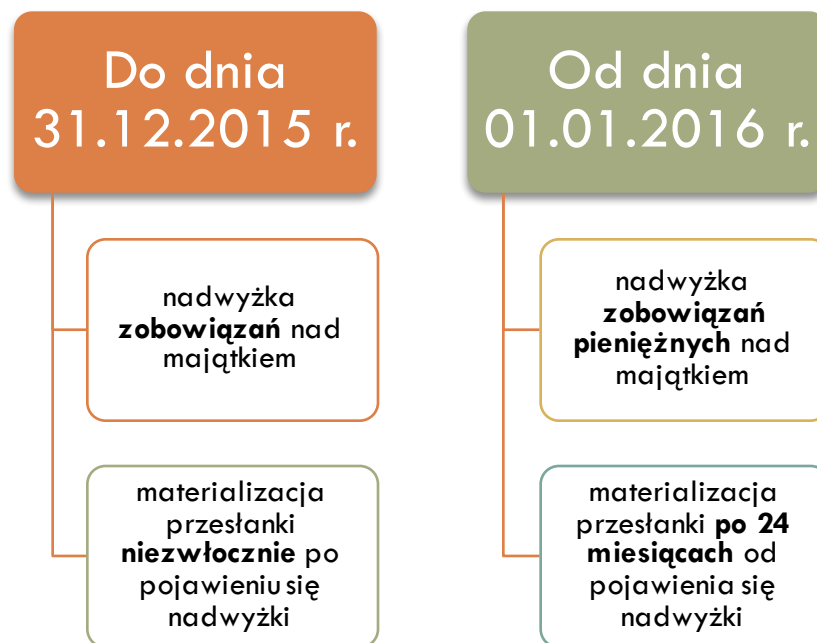 Do dnia
31.12.2015 r.
nadwyżka
zobowiązań nad
majątkiem
materializacja
przesłanki
niezwłocznie po
pojawieniu się
nadwyżki
Od dnia
01.01.2016 r.
nadwyżka
zobowiązań
pieniężnych nad
majątkiem
materializacja
przesłanki po 24
miesiącach od
pojawienia się
nadwyżki